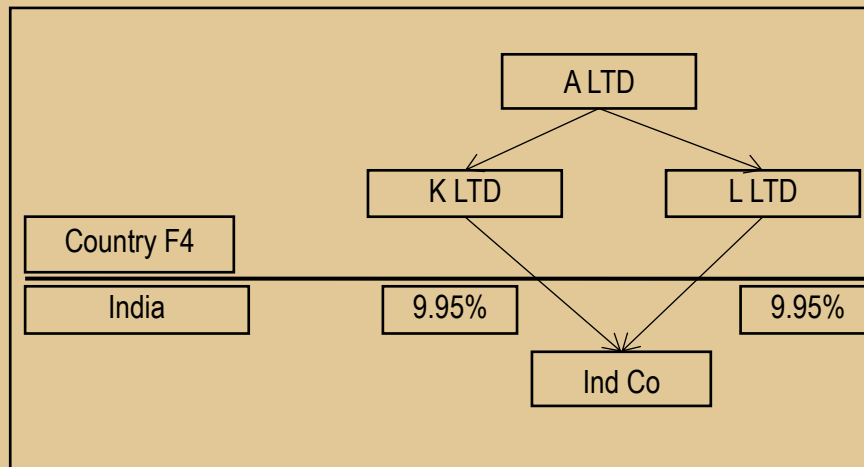 A LTD
K LTD
L LTD
Country F4
India
9.95%
9.95%
Ind Co